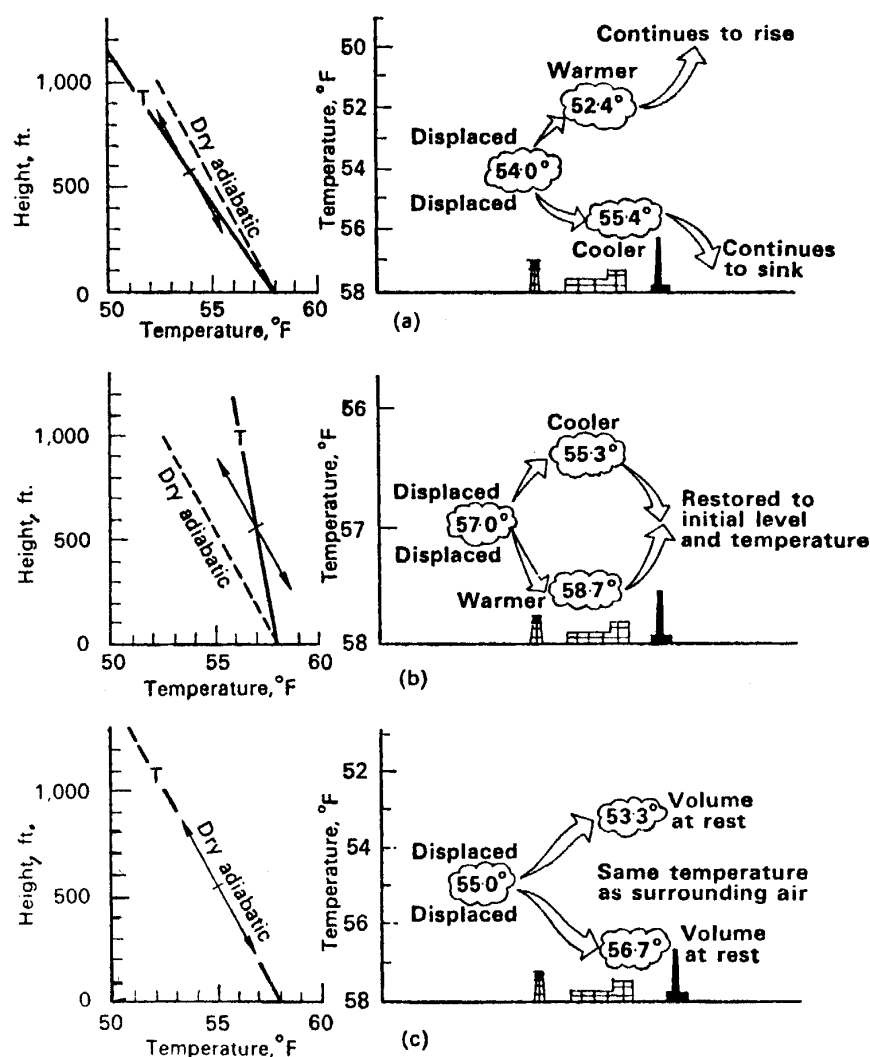 1,000
500
0
Height, ft.
T
Dry adiabatic
50
55
60
Temperature, °F
50
52
54
56
58
Temperature, °F
Continues to rise
Warmer
52·4°
Displaced
54·0°
Displaced
55·4°
Cooler
Continues
to sink
(a)
1,000
500
0
Height, ft.
T
Dry adiabatic
50
55
60
Temperature, °F
56
57
58
Temperature, °F
Cooler
55·3°
Displaced
57·0°
Displaced
Restored to
initial level
and temperature
58·7°
Warmer
(b)
1,000
500
0
Height, ft.
T
Dry adiabatic
50
55
60
Temperature, °F
52
54
56
58
Temperature, °F
53·3°
Volume
at rest
Displaced
55·0°
Displaced
Same temperature
as surrounding air
56·7°
Volume
at rest
(c)